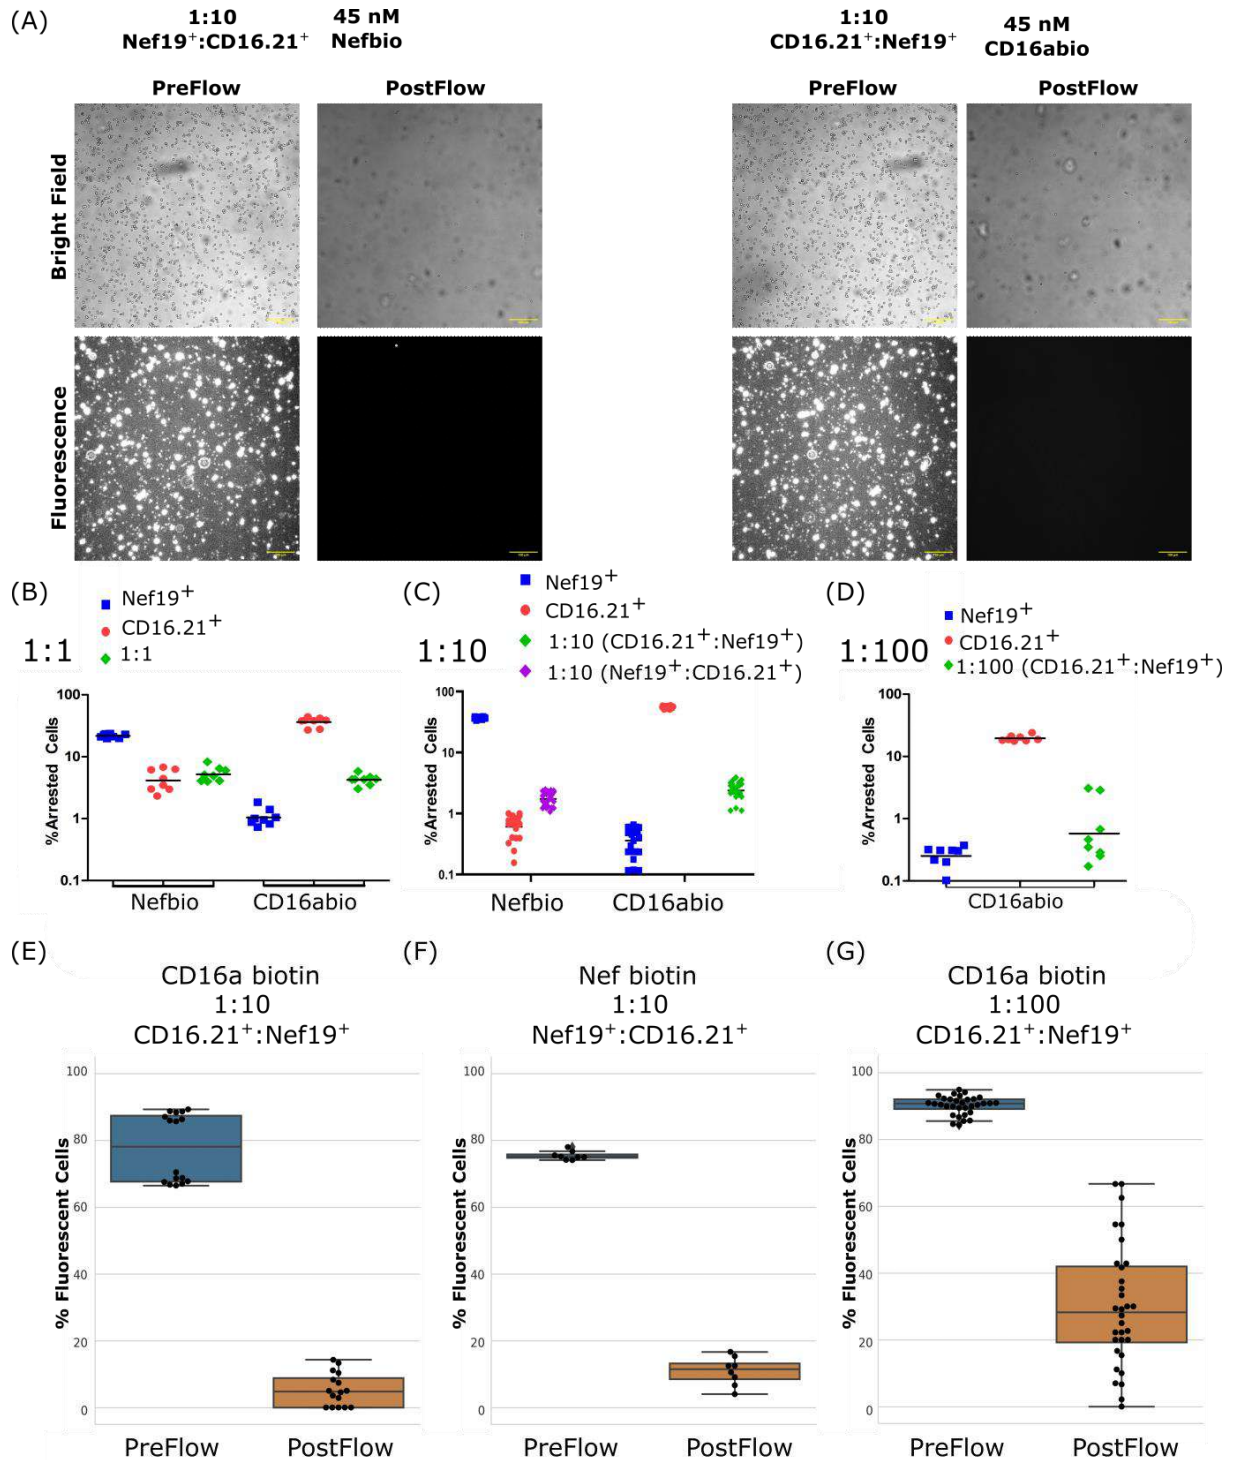 (A)
1:10
Nef19⁺:CD16.21⁺
45 nM
Nefbio
1:10
CD16.21⁺:Nef19⁺
45 nM
CD16abio
PreFlow
PostFlow
PreFlow
PostFlow
Bright Field
Fluorescence
(B)
Nef19⁺
CD16.21⁺
1:1
1:1
%Arrested Cells
100
10
1
0.1
Nefbio
CD16abio
(C)
Nef19⁺
CD16.21⁺
1:10 (CD16.21⁺:Nef19⁺)
1:10 (Nef19⁺:CD16.21⁺)
1:10
%Arrested Cells
100
10
1
0.1
Nefbio
CD16abio
(D)
Nef19⁺
CD16.21⁺
1:100 (CD16.21⁺:Nef19⁺)
1:100
%Arrested Cells
100
10
1
0.1
CD16abio
(E)
CD16a biotin
1:10
CD16.21⁺:Nef19⁺
% Fluorescent Cells
100
80
60
40
20
0
PreFlow
PostFlow
(F)
Nef biotin
1:10
Nef19⁺:CD16.21⁺
% Fluorescent Cells
100
80
60
40
20
0
PreFlow
PostFlow
(G)
CD16a biotin
1:100
CD16.21⁺:Nef19⁺
% Fluorescent Cells
100
80
60
40
20
0
PreFlow
PostFlow